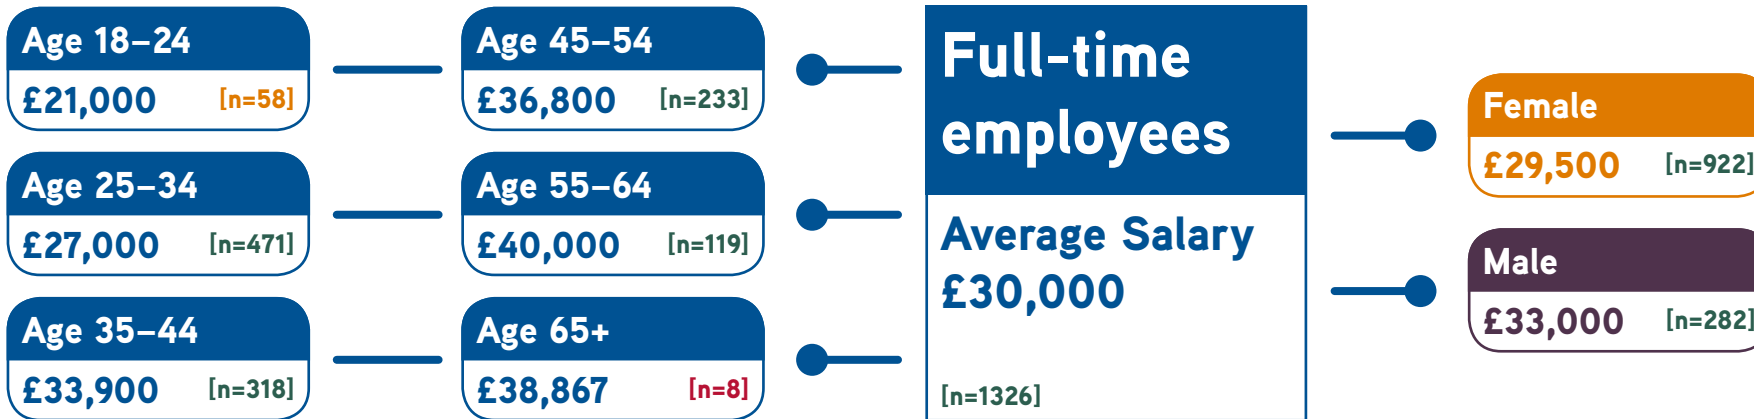 Age 18–24
£21,000 [n=58]
Age 45–54
£36,800 [n=233]
Age 25–34
£27,000 [n=471]
Age 55–64
£40,000 [n=119]
Age 35–44
£33,900 [n=318]
Age 65+
£38,867 [n=8]
Full-time
employees
Average Salary
£30,000
[n=1326]
Female
£29,500 [n=922]
Male
£33,000 [n=282]